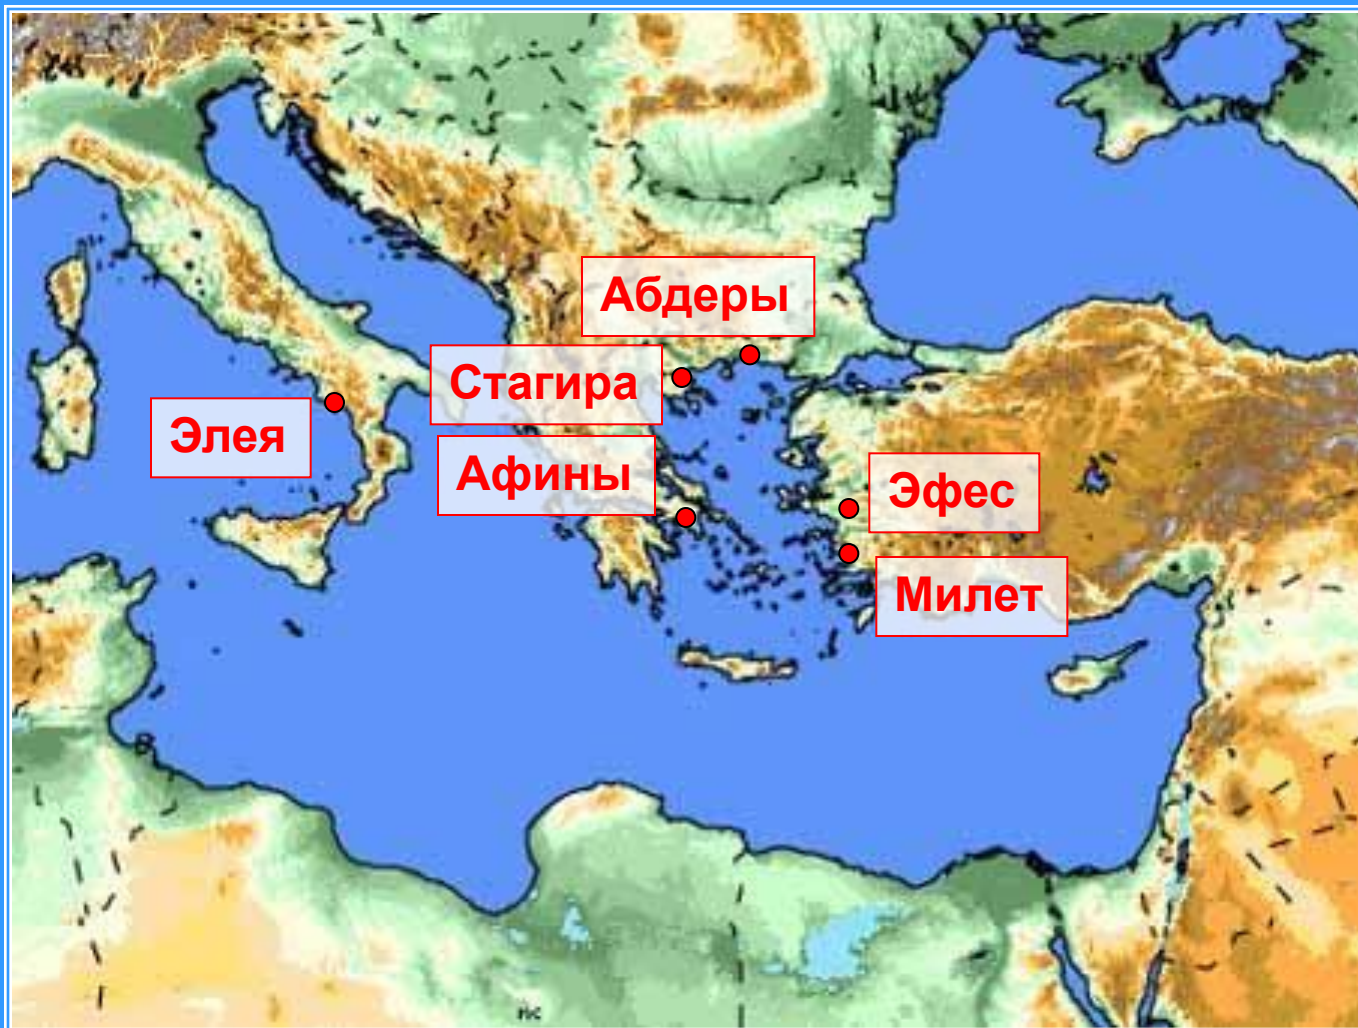 Абдеры
Стагира
Элея
Афины
Эфес
Милет